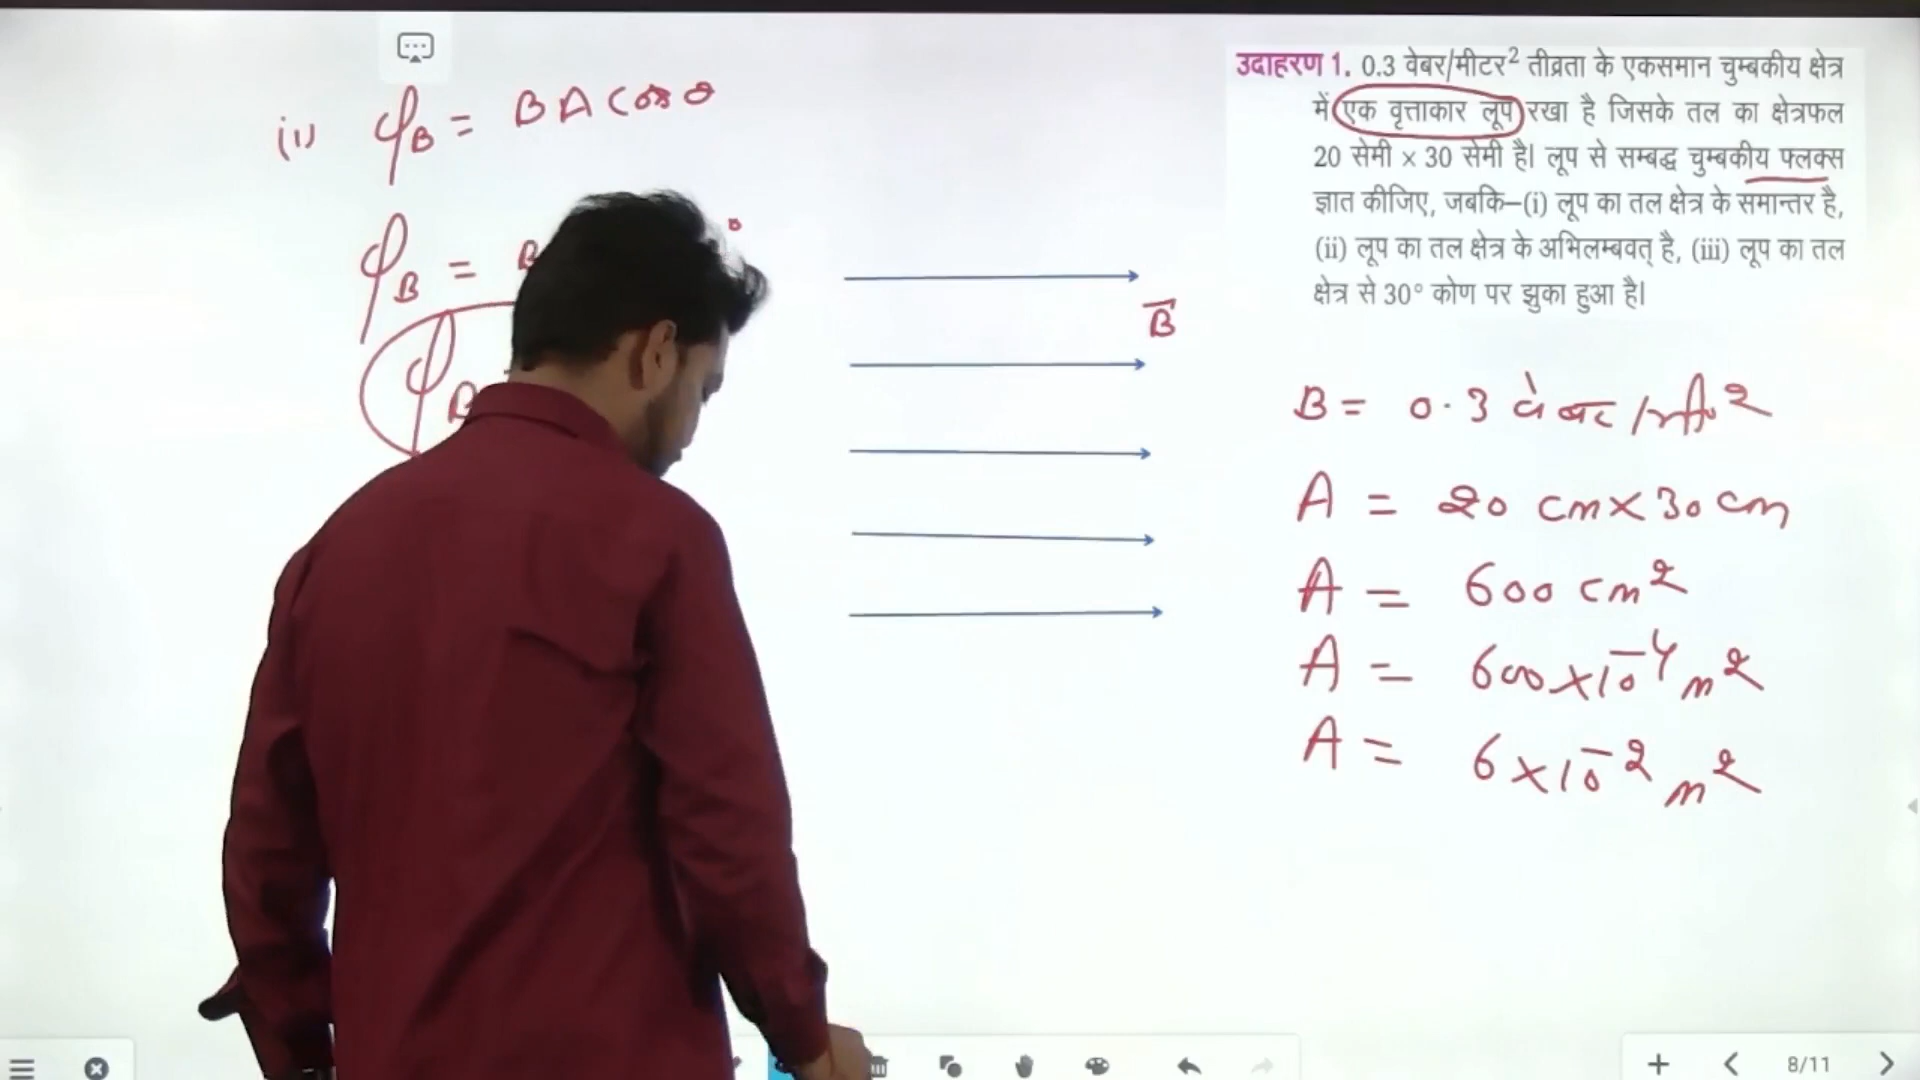 (i) φB = BA cos θ
φB = B
φB
B
उदाहरण 1. 0.3 वेबर/मीटर² तीव्रता के एकसमान चुम्बकीय क्षेत्र
में एक वृत्ताकार लूप रखा है जिसके तल का क्षेत्रफल
20 सेमी × 30 सेमी है। लूप से सम्बद्ध चुम्बकीय फ्लक्स
ज्ञात कीजिए, जबकि–(i) लूप का तल क्षेत्र के समान्तर है,
(ii) लूप का तल क्षेत्र के अभिलम्बवत् है, (iii) लूप का तल
क्षेत्र से 30° कोण पर झुका हुआ है।
B = 0.3 वेबर/मी०²
A = 20 cm × 30 cm
A = 600 cm²
A = 600 × 10⁻⁴ m²
A = 6 × 10⁻² m²
8/11